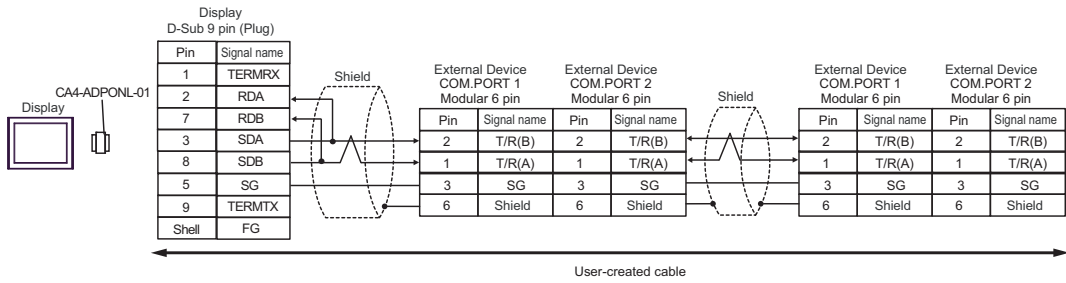 Display
D-Sub 9 pin (Plug)
Pin Signal name
1 TERMRX
2 RDA
7 RDB
3 SDA
8 SDB
5 SG
9 TERMTX
Shell FG
CA4-ADPONL-01
Display
Shield
External Device
COM.PORT 1
Modular 6 pin
Pin Signal name
2 T/R(B)
1 T/R(A)
3 SG
6 Shield
External Device
COM.PORT 2
Modular 6 pin
Pin Signal name
2 T/R(B)
1 T/R(A)
3 SG
6 Shield
Shield
External Device
COM.PORT 1
Modular 6 pin
Pin Signal name
2 T/R(B)
1 T/R(A)
3 SG
6 Shield
External Device
COM.PORT 2
Modular 6 pin
Pin Signal name
2 T/R(B)
1 T/R(A)
3 SG
6 Shield
User-created cable